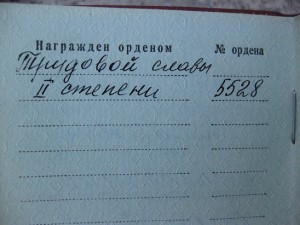 Награжден орденом № ордена
Трудовой славы
II степени 5528